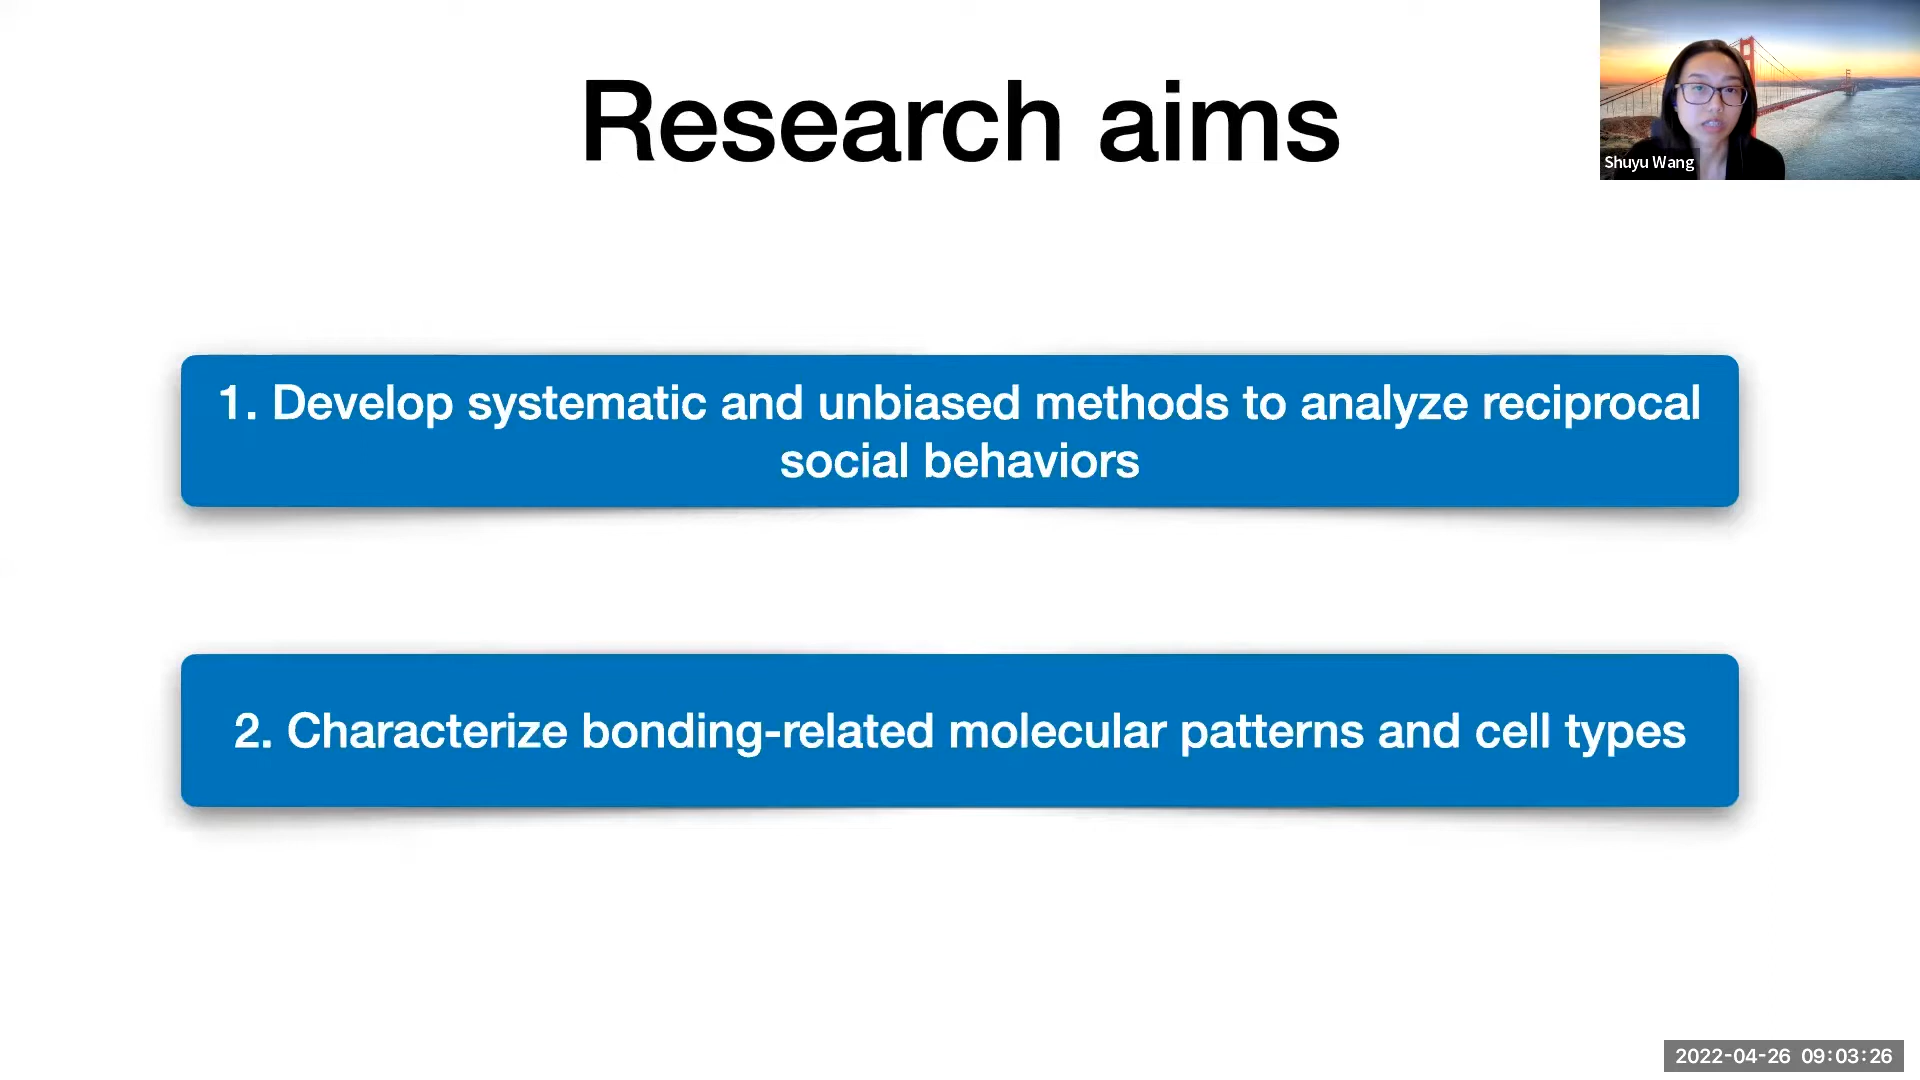 Research aims
Shuyu Wang
1. Develop systematic and unbiased methods to analyze reciprocal
social behaviors
2. Characterize bonding-related molecular patterns and cell types
2022-04-26 09:03:26